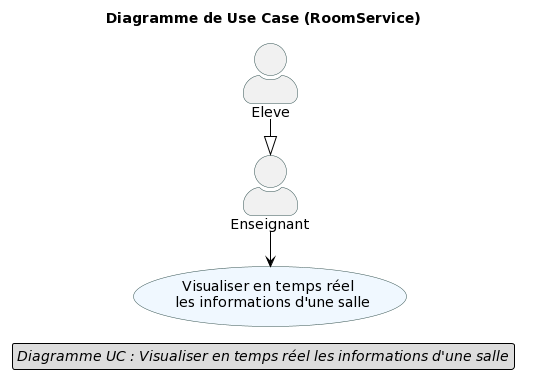 Diagramme de Use Case (RoomService)
Eleve
Enseignant
Visualiser en temps réel
les informations d'une salle
Diagramme UC : Visualiser en temps réel les informations d'une salle